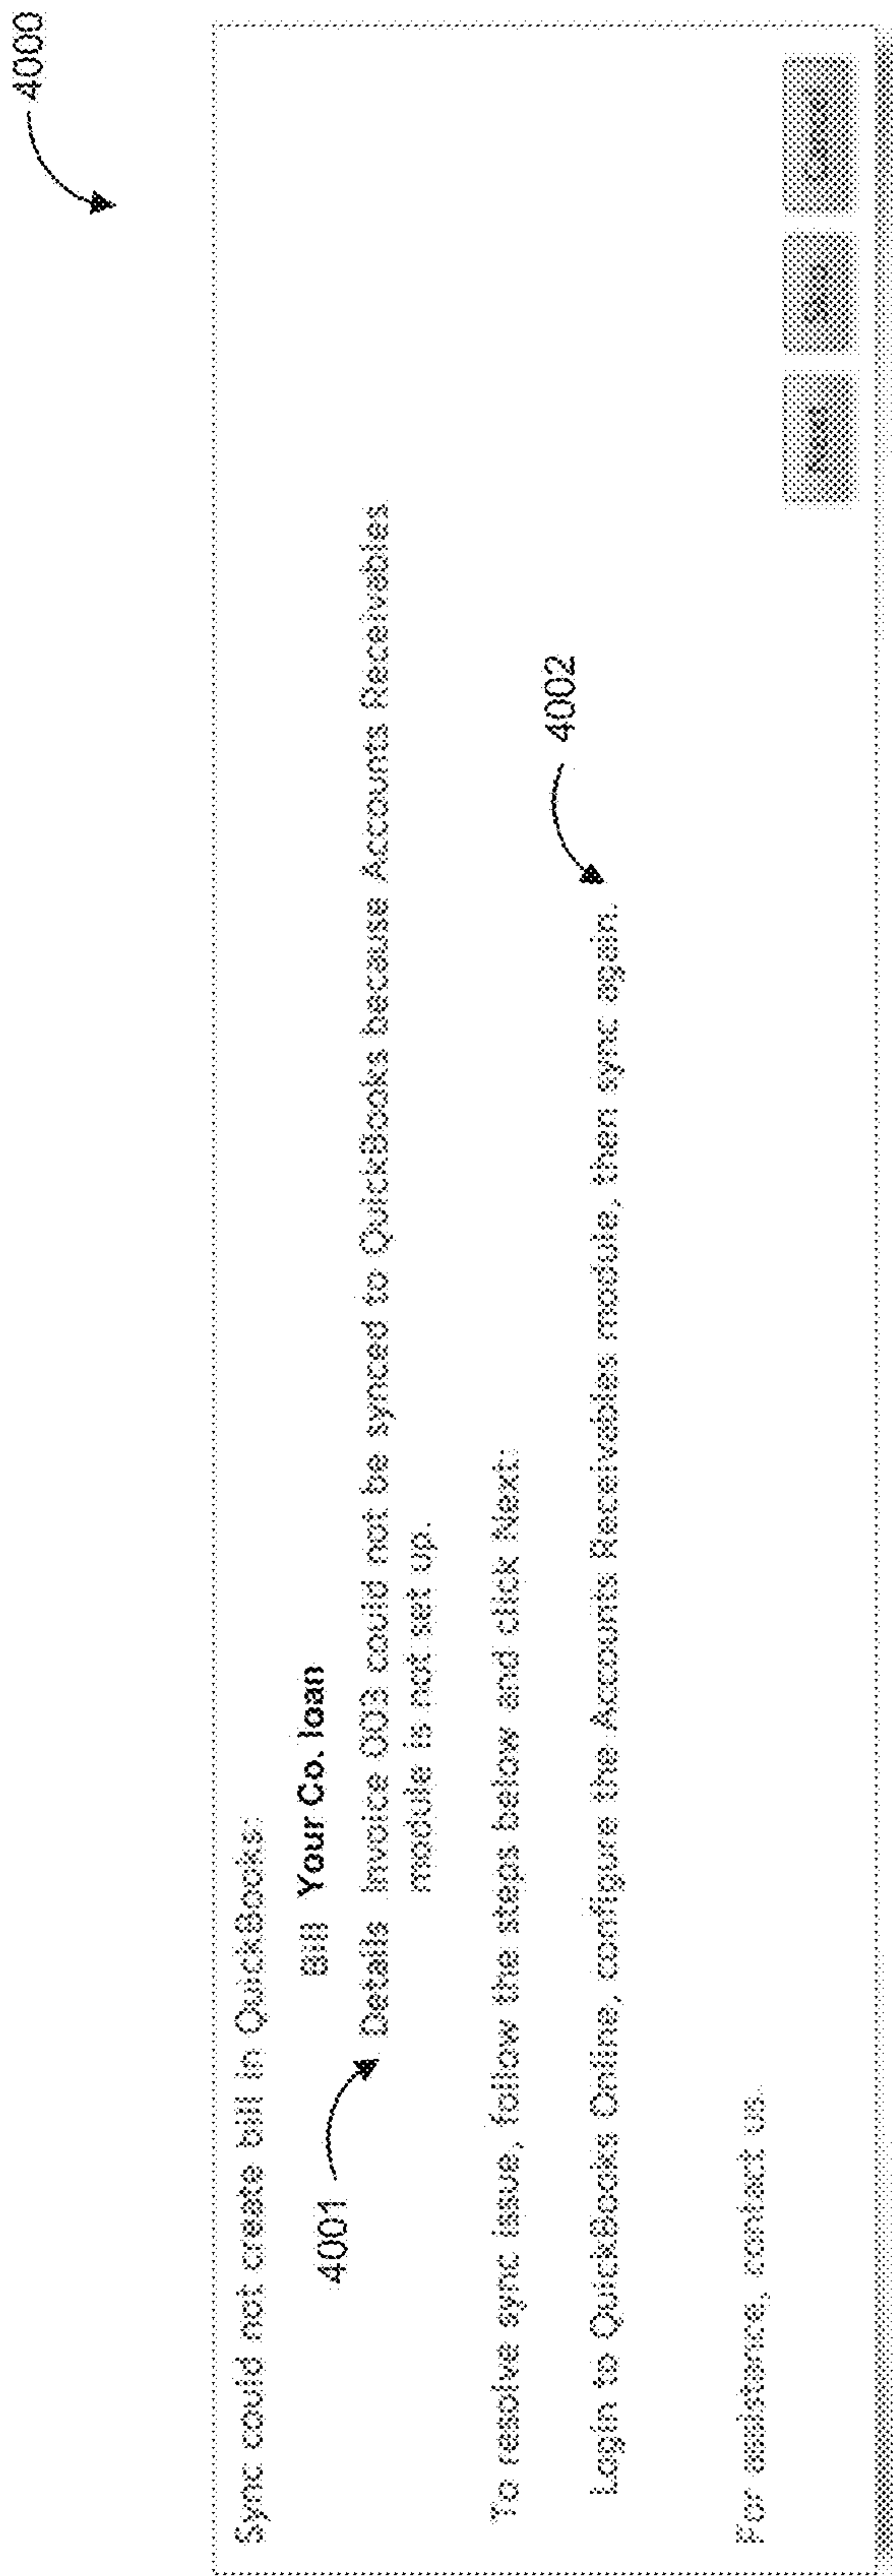 4000
Sync could not create bill in QuickBooks:
Bill Your Co. loan
4001
Details Invoice 003 could not be synced to QuickBooks because Accounts Receivables
module is not set up.
To resolve sync issue, follow the steps below and click Next:
4002
Login to QuickBooks Online, configure the Accounts Receivables module, then sync again.
For assistance, contact us.